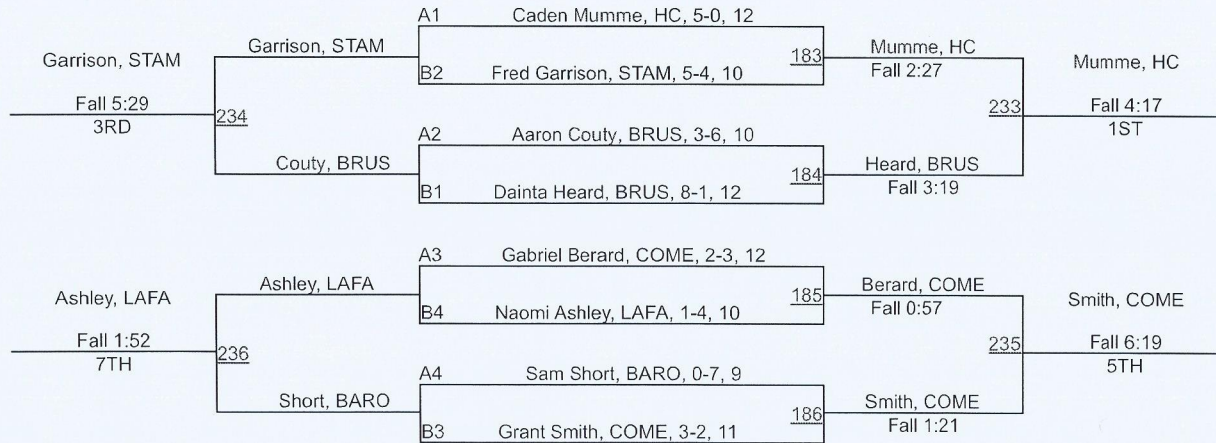 A1 Caden Mumme, HC, 5-0, 12
Garrison, STAM
Mumme, HC
Garrison, STAM
183
Mumme, HC
B2 Fred Garrison, STAM, 5-4, 10
Fall 2:27
Fall 5:29
234
233
Fall 4:17
3RD
1ST
A2 Aaron Couty, BRUS, 3-6, 10
Couty, BRUS
184
Heard, BRUS
B1 Dainta Heard, BRUS, 8-1, 12
Fall 3:19
A3 Gabriel Berard, COME, 2-3, 12
Ashley, LAFA
Berard, COME
Ashley, LAFA
185
Smith, COME
B4 Naomi Ashley, LAFA, 1-4, 10
Fall 0:57
Fall 1:52
236
235
Fall 6:19
7TH
5TH
A4 Sam Short, BARO, 0-7, 9
Short, BARO
186
Smith, COME
B3 Grant Smith, COME, 3-2, 11
Fall 1:21